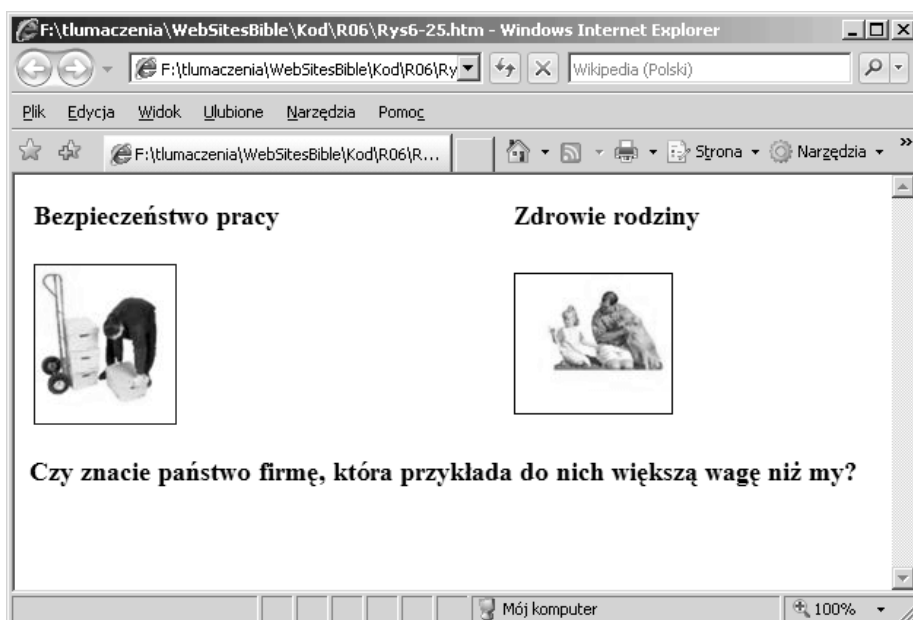 F:\tlumaczenia\WebSitesBible\Kod\R06\Rys6-25.htm - Windows Internet Explorer
F:\tlumaczenia\WebSitesBible\Kod\R06\Ry Wikipedia (Polski)
Plik Edycja Widok Ulubione Narzędzia Pomoc
F:\tlumaczenia\WebSitesBible\Kod\R06\R... Strona Narzędzia »
Bezpieczeństwo pracy Zdrowie rodziny
Czy znacie państwo firmę, która przykłada do nich większą wagę niż my?
Mój komputer 100%